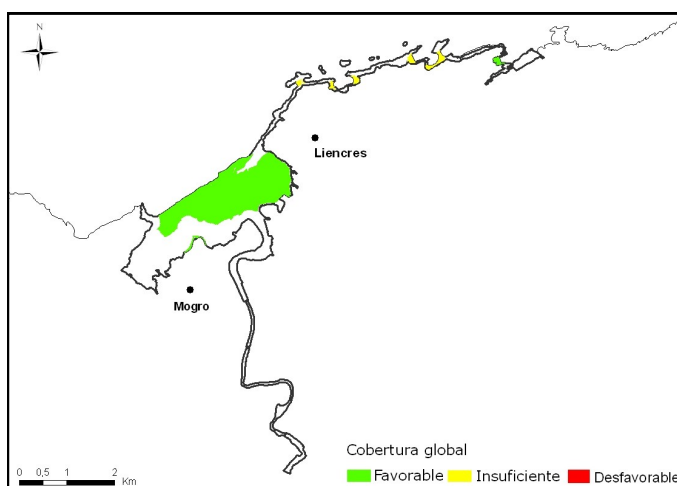 N
Liencres
Mogro
Cobertura global
Favorable Insuficiente Desfavorable
0 0,5 1 2
Km